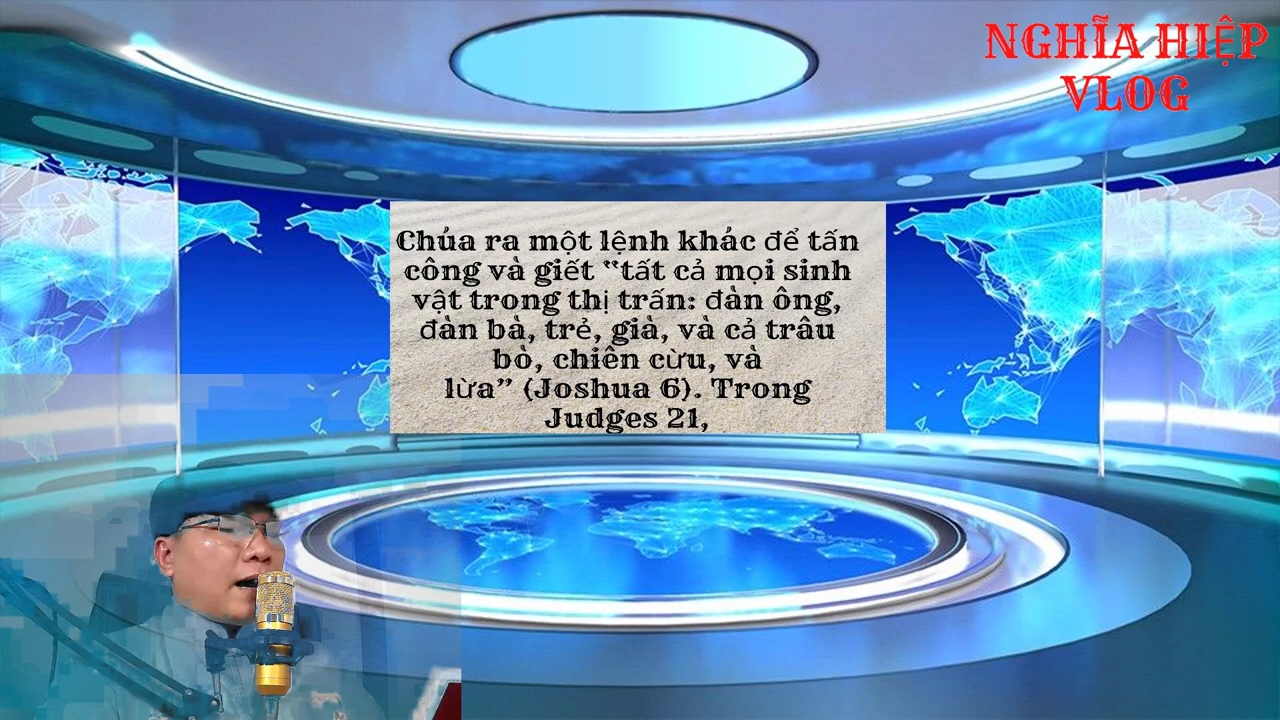 NGHĨA HIỆP
VLOG
Chúa ra một lệnh khác để tấn
công và giết “tất cả mọi sinh
vật trong thị trấn: đàn ông,
đàn bà, trẻ, già, và cả trâu
bò, chiên cừu, và
lừa” (Joshua 6). Trong
Judges 21,